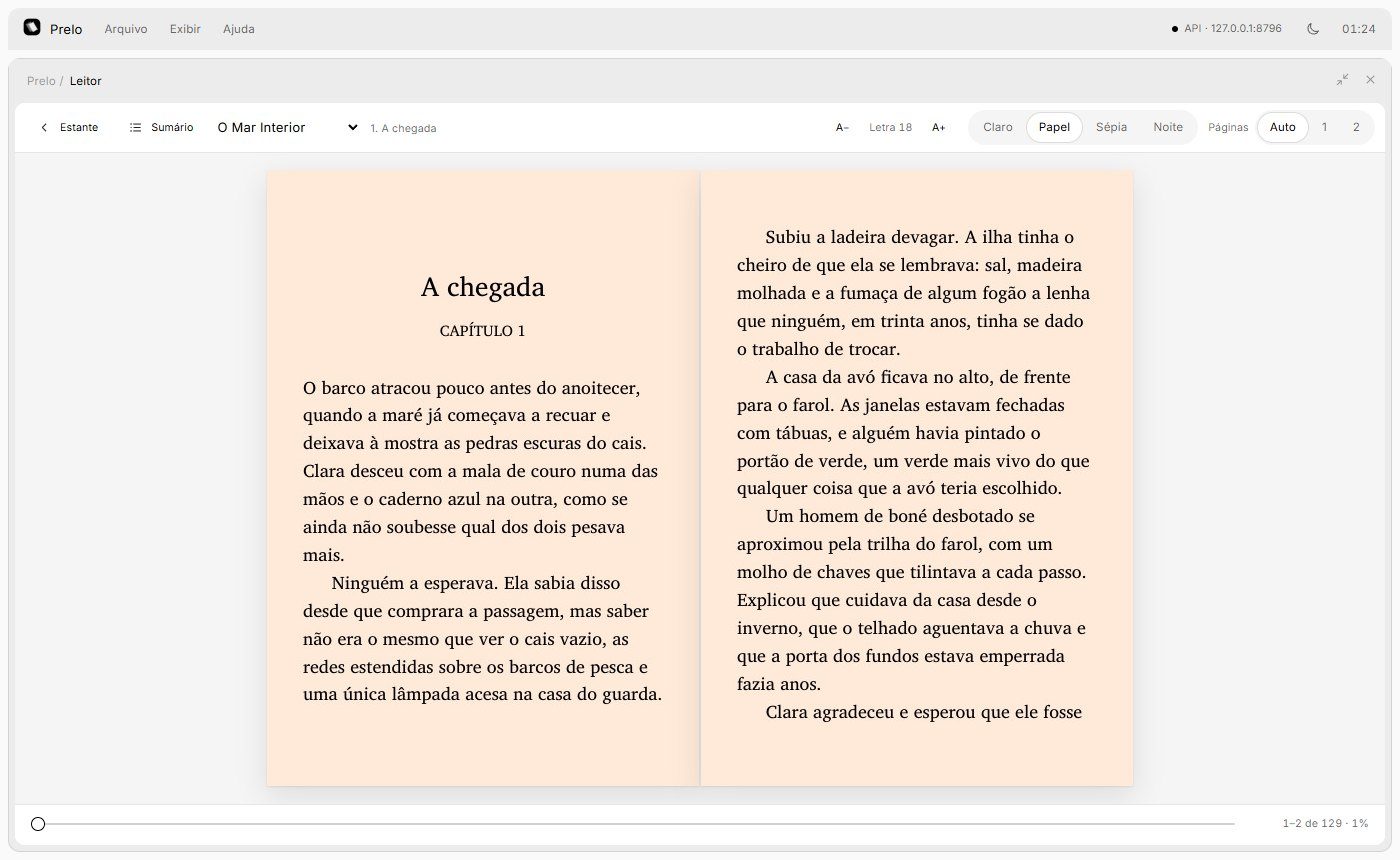 Prelo Arquivo Exibir Ajuda
API · 127.0.0.1:8796 01:24
Prelo / Leitor
Estante Sumário O Mar Interior 1. A chegada
A− Letra 18 A+ Claro Papel Sépia Noite Páginas Auto 1 2
A chegada
CAPÍTULO 1
O barco atracou pouco antes do anoitecer,
quando a maré já começava a recuar e
deixava à mostra as pedras escuras do cais.
Clara desceu com a mala de couro numa das
mãos e o caderno azul na outra, como se
ainda não soubesse qual dos dois pesava
mais.
Ninguém a esperava. Ela sabia disso
desde que comprara a passagem, mas saber
não era o mesmo que ver o cais vazio, as
redes estendidas sobre os barcos de pesca e
uma única lâmpada acesa na casa do guarda.
Subiu a ladeira devagar. A ilha tinha o
cheiro de que ela se lembrava: sal, madeira
molhada e a fumaça de algum fogão a lenha
que ninguém, em trinta anos, tinha se dado
o trabalho de trocar.
A casa da avó ficava no alto, de frente
para o farol. As janelas estavam fechadas
com tábuas, e alguém havia pintado o
portão de verde, um verde mais vivo do que
qualquer coisa que a avó teria escolhido.
Um homem de boné desbotado se
aproximou pela trilha do farol, com um
molho de chaves que tilintava a cada passo.
Explicou que cuidava da casa desde o
inverno, que o telhado aguentava a chuva e
que a porta dos fundos estava emperrada
fazia anos.
Clara agradeceu e esperou que ele fosse
1–2 de 129 · 1%